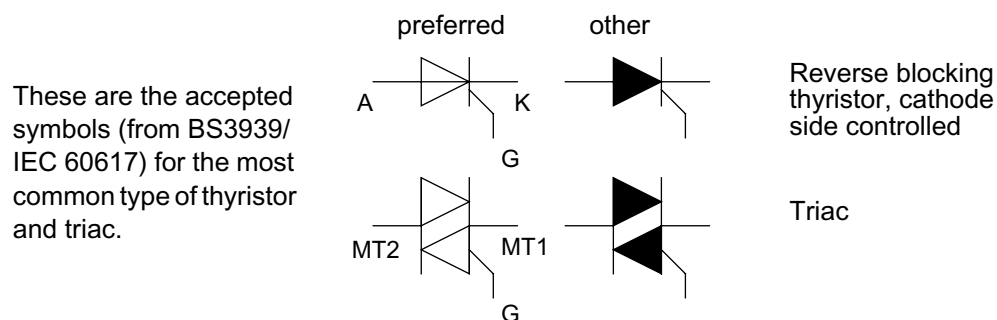 preferred other
These are the accepted
symbols (from BS3939/
IEC 60617) for the most
common type of thyristor
and triac.
A K
G
Reverse blocking
thyristor, cathode
side controlled
MT2 MT1
G
Triac